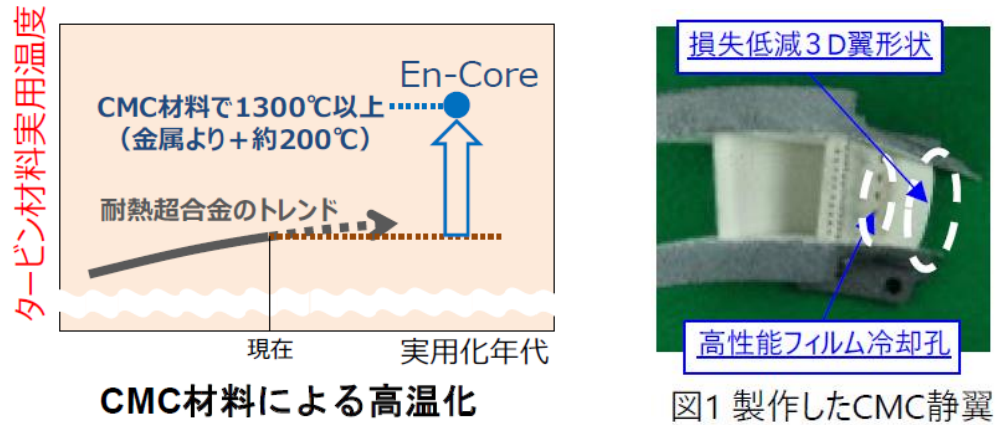 タービン材料実用温度
En-Core
CMC材料で1300℃以上
（金属より＋約200℃）
耐熱超合金のトレンド
現在
実用化年代
CMC材料による高温化
損失低減３D翼形状
高性能フィルム冷却孔
図1 製作したCMC静翼